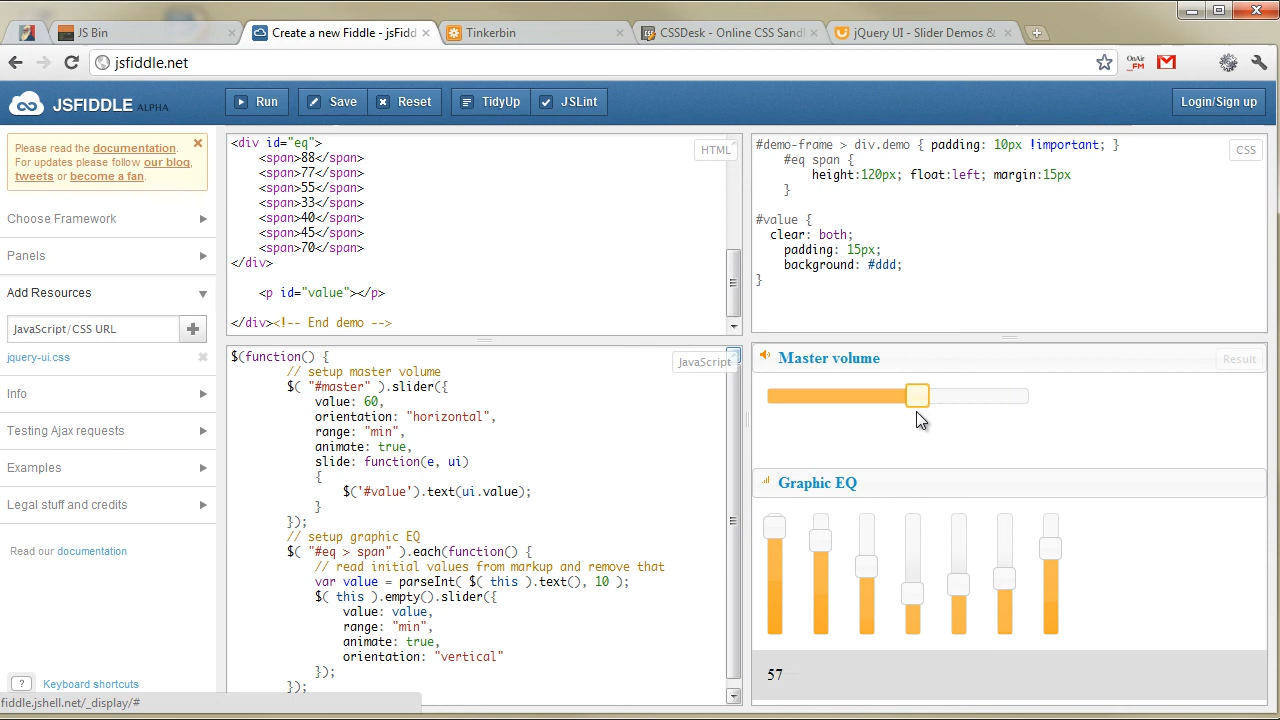 JS Bin
Create a new Fiddle - jsFidd
Tinkerbin
CSSDesk - Online CSS Sand
jQuery UI - Slider Demos &
jsfiddle.net
OnAir
.FM
JSFIDDLE ALPHA
Run
Save
Reset
TidyUp
JSLint
Login/Sign up
Please read the documentation.
For updates please follow our blog,
tweets or become a fan.
Choose Framework
Panels
Add Resources
JavaScript/CSS URL
jquery-ui.css
Info
Testing Ajax requests
Examples
Legal stuff and credits
Read our documentation
? Keyboard shortcuts
fiddle.jshell.net/_display/#
HTML
<div id="eq">
<span>88</span>
<span>77</span>
<span>55</span>
<span>33</span>
<span>40</span>
<span>45</span>
<span>70</span>
</div>
<p id="value"></p>
</div><!-- End demo -->
CSS
#demo-frame > div.demo { padding: 10px !important; }
#eq span {
height:120px; float:left; margin:15px
}
#value {
clear: both;
padding: 15px;
background: #ddd;
}
JavaScript
$(function() {
// setup master volume
$( "#master" ).slider({
value: 60,
orientation: "horizontal",
range: "min",
animate: true,
slide: function(e, ui)
{
$('#value').text(ui.value);
}
});
// setup graphic EQ
$( "#eq > span" ).each(function() {
// read initial values from markup and remove that
var value = parseInt( $( this ).text(), 10 );
$( this ).empty().slider({
value: value,
range: "min",
animate: true,
orientation: "vertical"
});
});
Result
Master volume
Graphic EQ
57